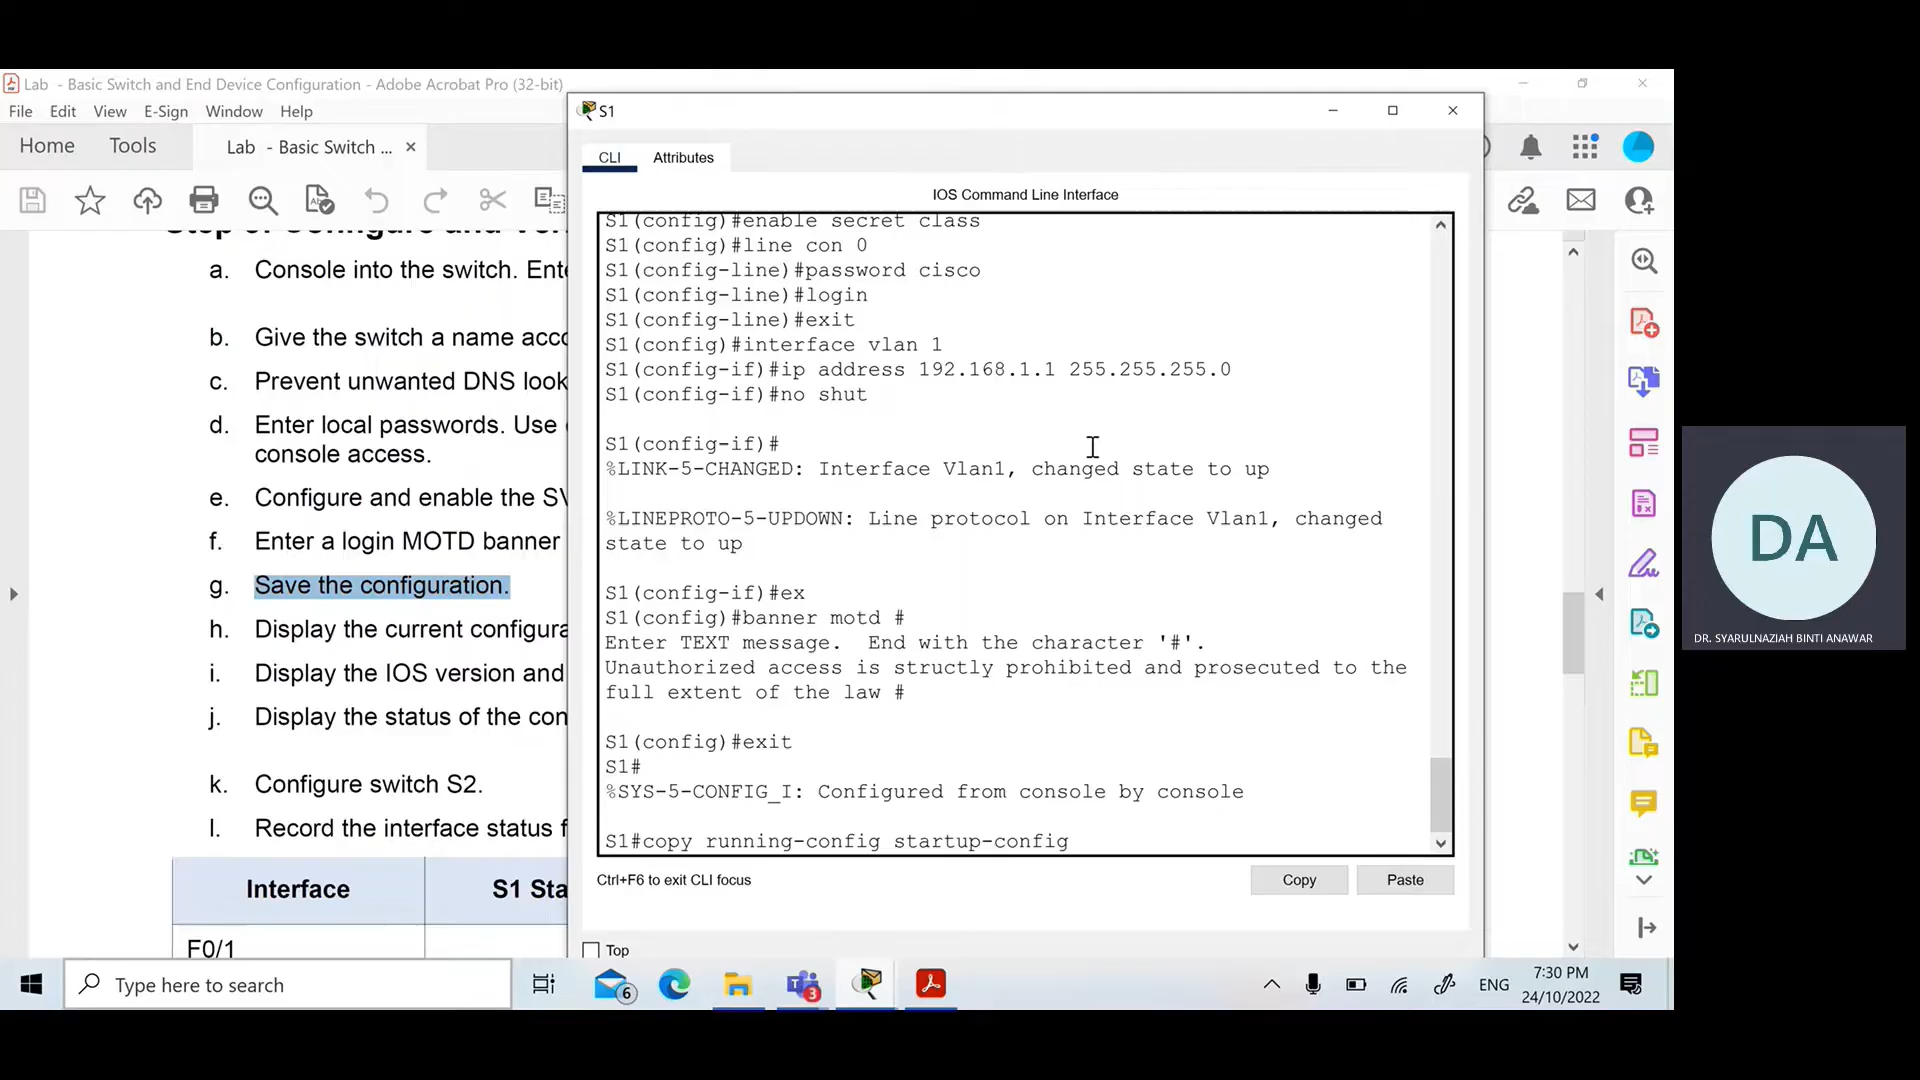 Lab - Basic Switch and End Device Configuration - Adobe Acrobat Pro (32-bit)
File Edit View E-Sign Window Help
Home Tools Lab - Basic Switch ... ×
a. Console into the switch. Ente
b. Give the switch a name acco
c. Prevent unwanted DNS look
d. Enter local passwords. Use
console access.
e. Configure and enable the SV
f. Enter a login MOTD banner
g. Save the configuration.
h. Display the current configura
i. Display the IOS version and
j. Display the status of the con
k. Configure switch S2.
l. Record the interface status f
Interface S1 Sta
F0/1
S1
CLI Attributes
IOS Command Line Interface
S1(config)#enable secret class
S1(config)#line con 0
S1(config-line)#password cisco
S1(config-line)#login
S1(config-line)#exit
S1(config)#interface vlan 1
S1(config-if)#ip address 192.168.1.1 255.255.255.0
S1(config-if)#no shut
S1(config-if)#
%LINK-5-CHANGED: Interface Vlan1, changed state to up
%LINEPROTO-5-UPDOWN: Line protocol on Interface Vlan1, changed
state to up
S1(config-if)#ex
S1(config)#banner motd #
Enter TEXT message.  End with the character '#'.
Unauthorized access is structly prohibited and prosecuted to the
full extent of the law #
S1(config)#exit
S1#
%SYS-5-CONFIG_I: Configured from console by console
S1#copy running-config startup-config
Ctrl+F6 to exit CLI focus
Copy Paste
Top
DA
DR. SYARULNAZIAH BINTI ANAWAR
Type here to search
6
3
ENG
7:30 PM
24/10/2022